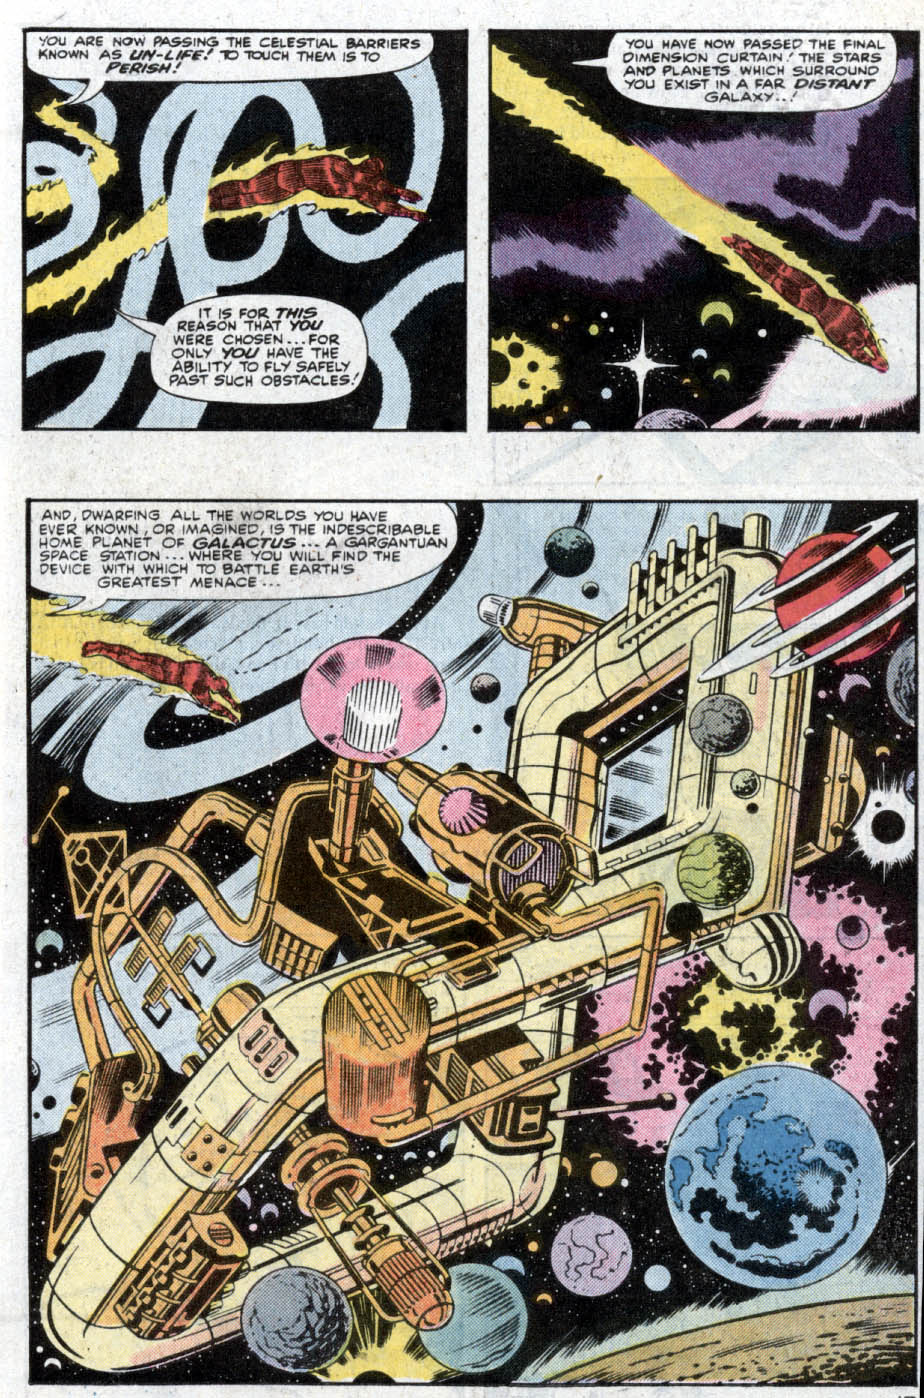 YOU ARE NOW PASSING THE CELESTIAL BARRIERS
KNOWN AS UN-LIFE! TO TOUCH THEM IS TO
PERISH!
IT IS FOR THIS
REASON THAT YOU
WERE CHOSEN...FOR
ONLY YOU HAVE THE
ABILITY TO FLY SAFELY
PAST SUCH OBSTACLES!
YOU HAVE NOW PASSED THE FINAL
DIMENSION CURTAIN! THE STARS
AND PLANETS WHICH SURROUND
YOU EXIST IN A FAR DISTANT
GALAXY...!
AND, DWARFING ALL THE WORLDS YOU HAVE
EVER KNOWN, OR IMAGINED, IS THE INDESCRIBABLE
HOME PLANET OF GALACTUS... A GARGANTUAN
SPACE STATION... WHERE YOU WILL FIND THE
DEVICE WITH WHICH TO BATTLE EARTH'S
GREATEST MENACE...